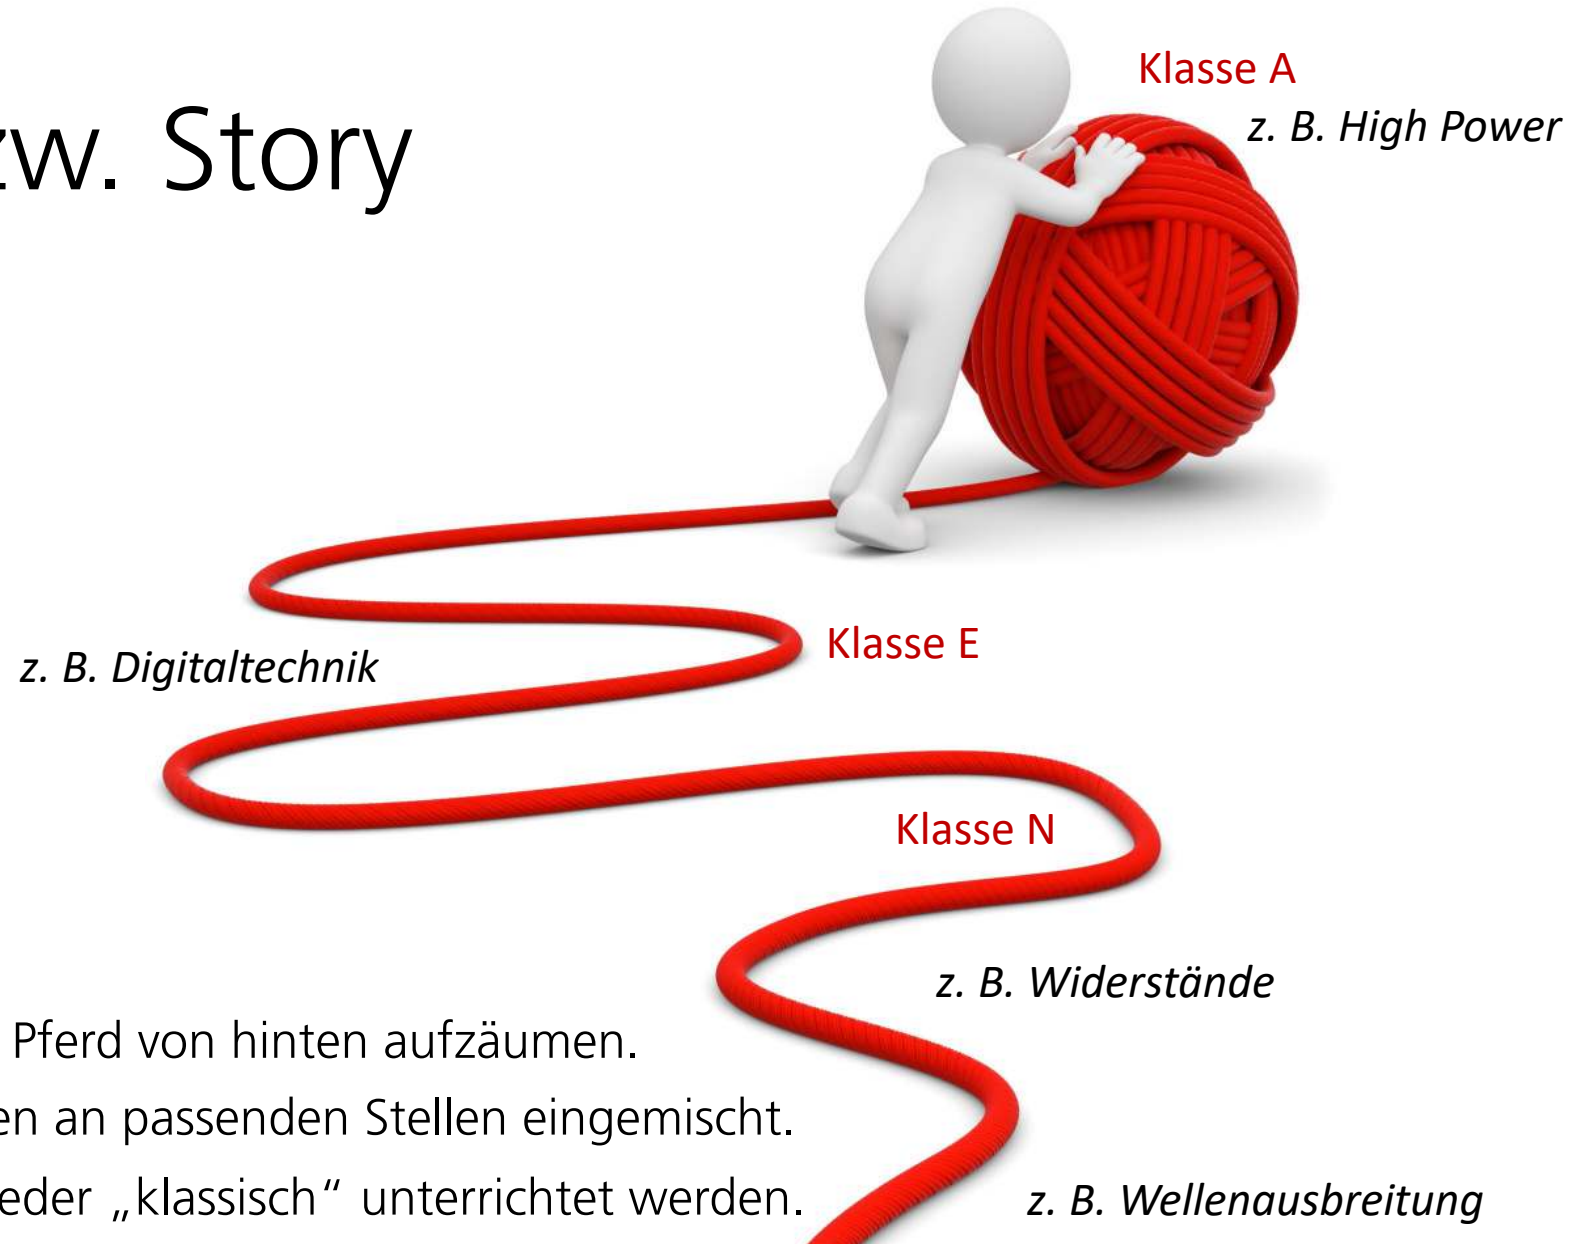 Klasse A
z. B. High Power
zw. Story
Klasse E
z. B. Digitaltechnik
Klasse N
z. B. Widerstände
Pferd von hinten aufzäumen.
en an passenden Stellen eingemischt.
eder „klassisch“ unterrichtet werden.
z. B. Wellenausbreitung